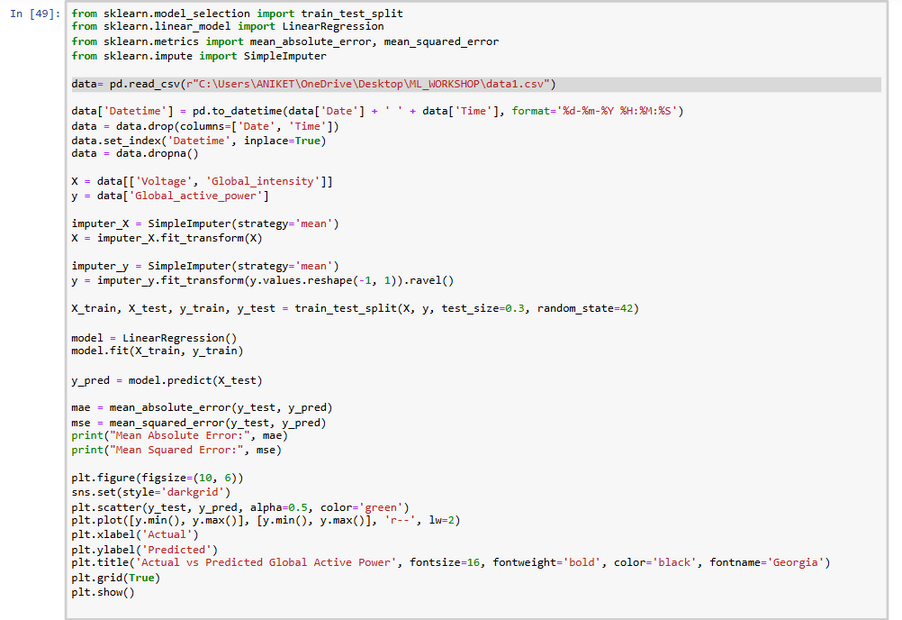 In [49]:
from sklearn.model_selection import train_test_split
from sklearn.linear_model import LinearRegression
from sklearn.metrics import mean_absolute_error, mean_squared_error
from sklearn.impute import SimpleImputer
data= pd.read_csv(r"C:\Users\ANIKET\OneDrive\Desktop\ML_WORKSHOP\data1.csv")
data['Datetime'] = pd.to_datetime(data['Date'] + ' ' + data['Time'], format='%d-%m-%Y %H:%M:%S')
data = data.drop(columns=['Date', 'Time'])
data.set_index('Datetime', inplace=True)
data = data.dropna()
X = data[['Voltage', 'Global_intensity']]
y = data['Global_active_power']
imputer_X = SimpleImputer(strategy='mean')
X = imputer_X.fit_transform(X)
imputer_y = SimpleImputer(strategy='mean')
y = imputer_y.fit_transform(y.values.reshape(-1, 1)).ravel()
X_train, X_test, y_train, y_test = train_test_split(X, y, test_size=0.3, random_state=42)
model = LinearRegression()
model.fit(X_train, y_train)
y_pred = model.predict(X_test)
mae = mean_absolute_error(y_test, y_pred)
mse = mean_squared_error(y_test, y_pred)
print("Mean Absolute Error:", mae)
print("Mean Squared Error:", mse)
plt.figure(figsize=(10, 6))
sns.set(style='darkgrid')
plt.scatter(y_test, y_pred, alpha=0.5, color='green')
plt.plot([y.min(), y.max()], [y.min(), y.max()], 'r--', lw=2)
plt.xlabel('Actual')
plt.ylabel('Predicted')
plt.title('Actual vs Predicted Global Active Power', fontsize=16, fontweight='bold', color='black', fontname='Georgia')
plt.grid(True)
plt.show()